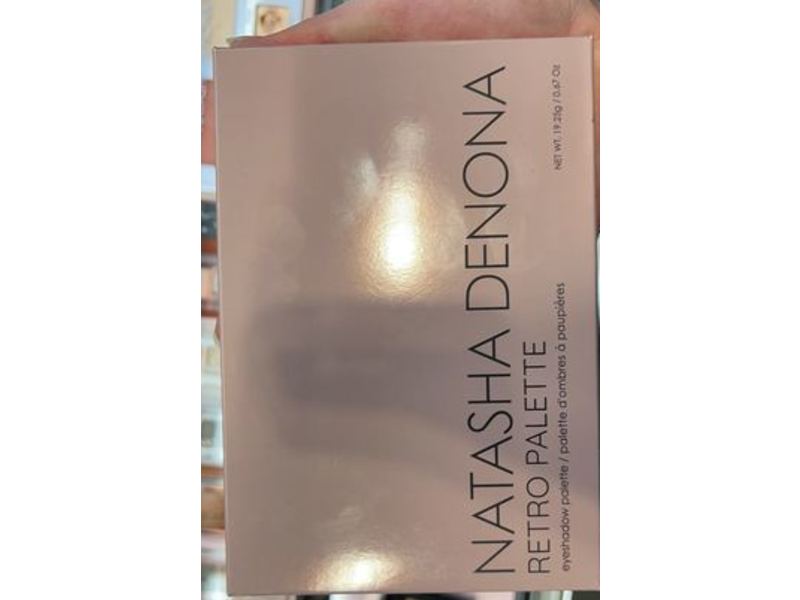 NATASHA DENONA
RETRO PALETTE
eyeshadow palette / palette d'ombres à paupières
NET WT. 19.25g / 0.67 Oz